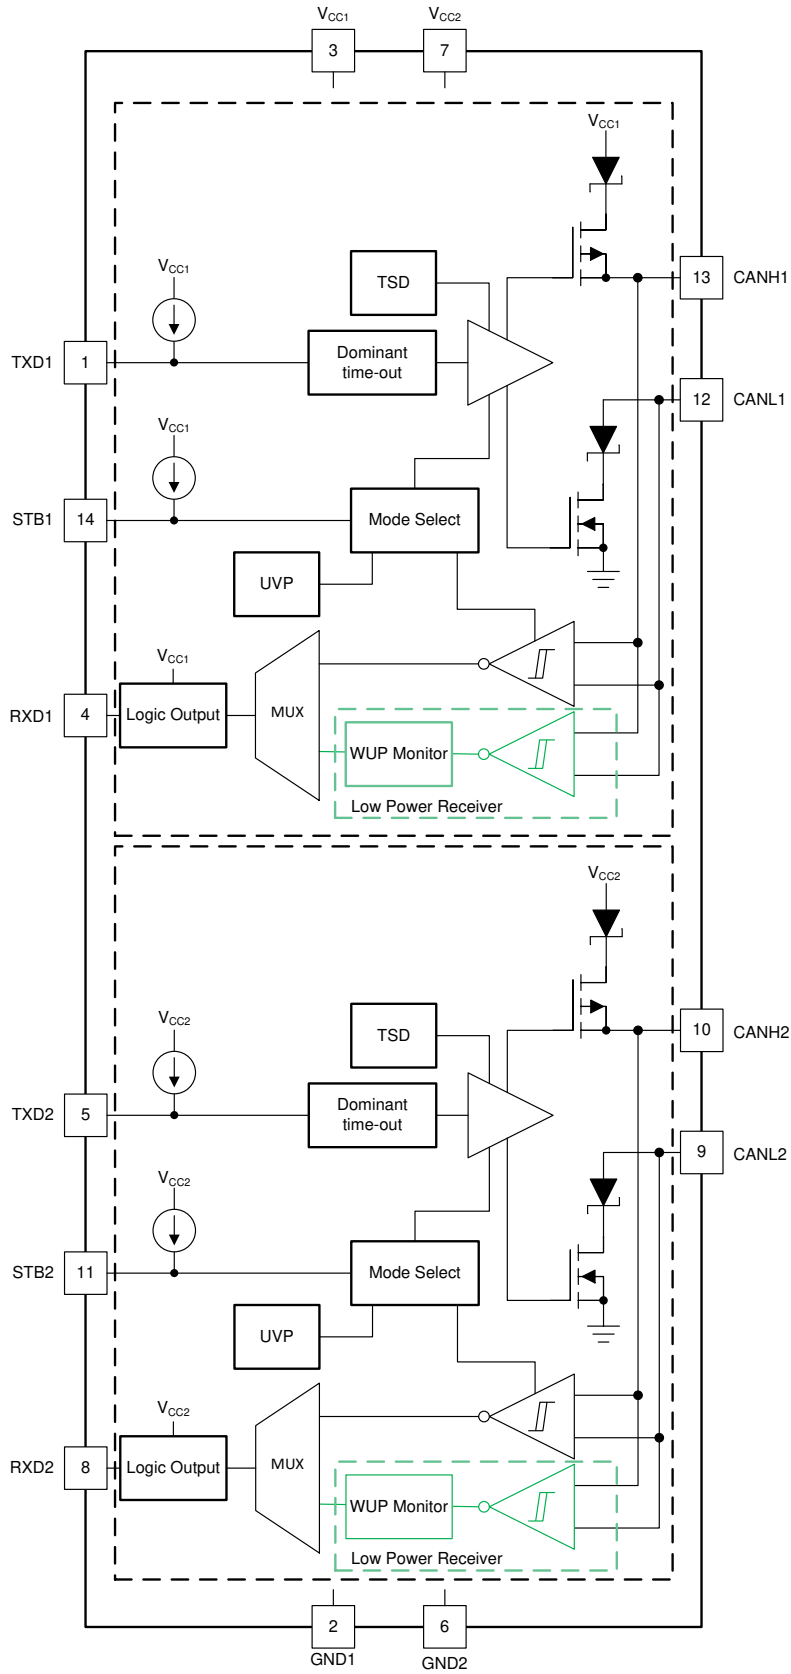 VCC1
VCC2
3
7
VCC1
TSD
13
CANH1
VCC1
TXD1
1
Dominant
time-out
12
CANL1
VCC1
STB1
14
Mode Select
UVP
VCC1
RXD1
4
Logic Output
MUX
WUP Monitor
Low Power Receiver
VCC2
TSD
10
CANH2
VCC2
TXD2
5
Dominant
time-out
9
CANL2
VCC2
STB2
11
Mode Select
UVP
VCC2
RXD2
8
Logic Output
MUX
WUP Monitor
Low Power Receiver
2
6
GND1
GND2